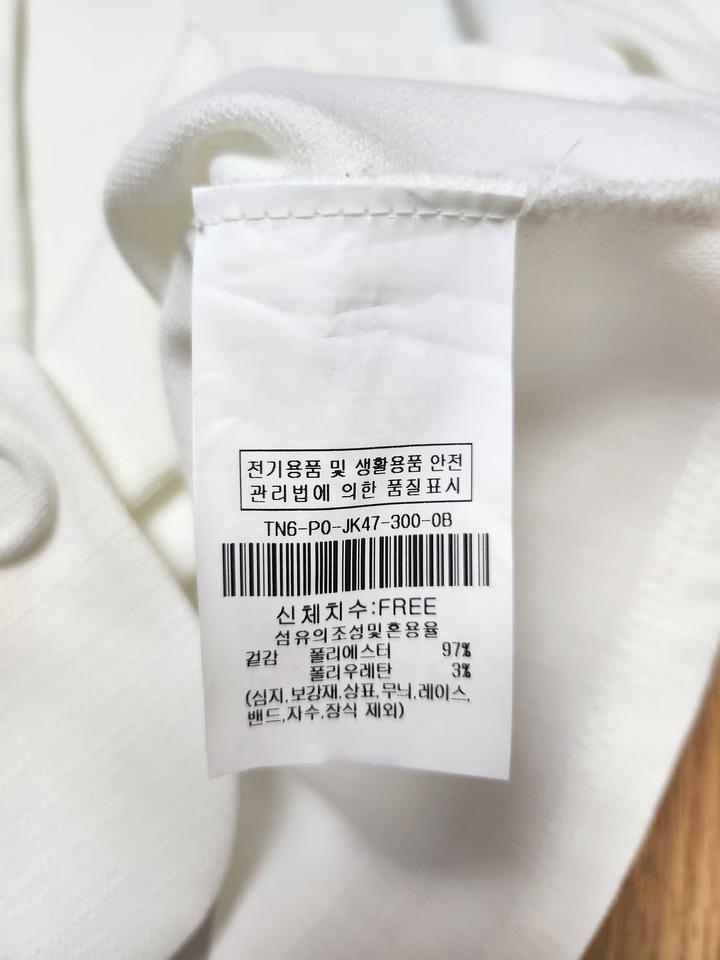 전기용품 및 생활용품 안전
관리법에 의한 품질표시
TN6-PO-JK47-300-0B
신체치수:FREE
섬유의조성및혼용율
겉감 폴리에스터 97%
폴리우레탄 3%
(심지,보강재,상표,무늬,레이스,
밴드,자수,장식 제외)